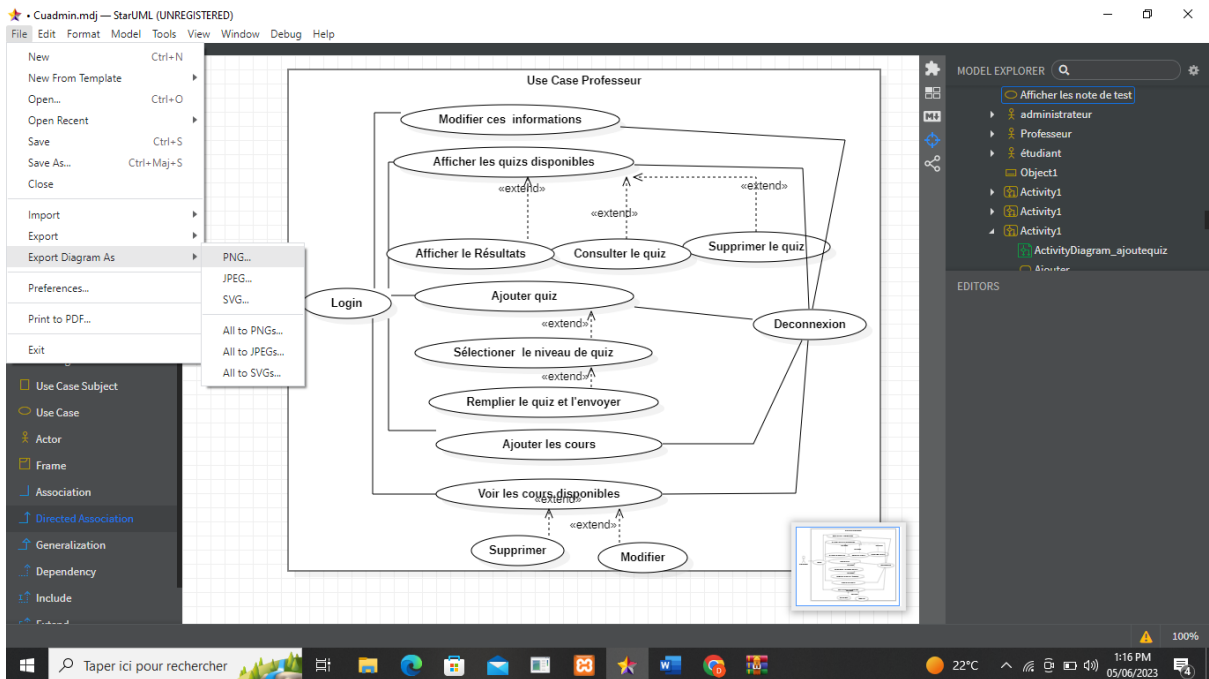 • Cuadmin.mdj — StarUML (UNREGISTERED)
File Edit Format Model Tools View Window Debug Help
New Ctrl+N
New From Template
Open... Ctrl+O
Open Recent
Save Ctrl+S
Save As... Ctrl+Maj+S
Close
Import
Export
Export Diagram As
Preferences...
Print to PDF...
Exit
PNG...
JPEG...
SVG...
All to PNGs...
All to JPEGs...
All to SVGs...
Use Case Subject
Use Case
Actor
Frame
Association
Directed Association
Generalization
Dependency
Include
Extend
Use Case Professeur
Modifier ces informations
Afficher les quizs disponibles
«extend»
«extend»
«extend»
Afficher le Résultats
Consulter le quiz
Supprimer le quiz
Login
Ajouter quiz
Deconnexion
«extend»
Sélectioner le niveau de quiz
«extend»
Remplier le quiz et l'envoyer
Ajouter les cours
Voir les cours disponibles
«extend»
«extend»
Supprimer
Modifier
MODEL EXPLORER
Afficher les note de test
administrateur
Professeur
étudiant
Object1
Activity1
Activity1
Activity1
ActivityDiagram_ajoutequiz
Ajouter
EDITORS
100%
Taper ici pour rechercher
22°C
1:16 PM
05/06/2023
4